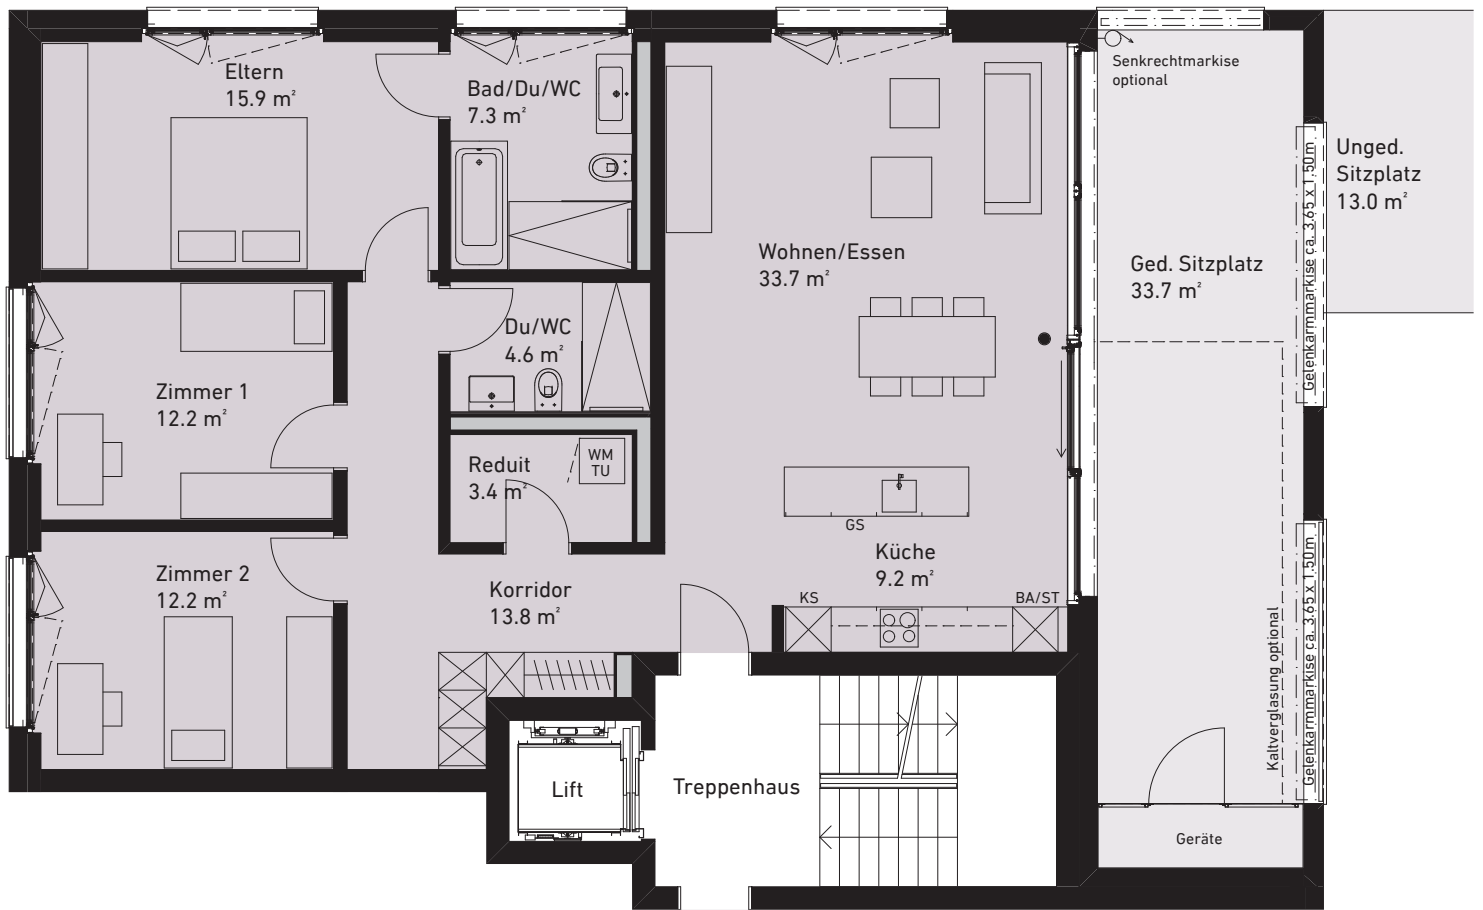 Eltern
15.9 m²
Bad/Du/WC
7.3 m²
Senkrechtmarkise
optional
Unged.
Sitzplatz
13.0 m²
Gelenkarmmarkise ca. 3.65 x 1.50m
Wohnen/Essen
33.7 m²
Ged. Sitzplatz
33.7 m²
Du/WC
4.6 m²
Zimmer 1
12.2 m²
Reduit
3.4 m²
WM
TU
GS
Küche
9.2 m²
Zimmer 2
12.2 m²
Korridor
13.8 m²
KS
BA/ST
Kaltverglasung optional
Gelenkarmmarkise ca. 3.65 x 1.50m
Lift
Treppenhaus
Geräte